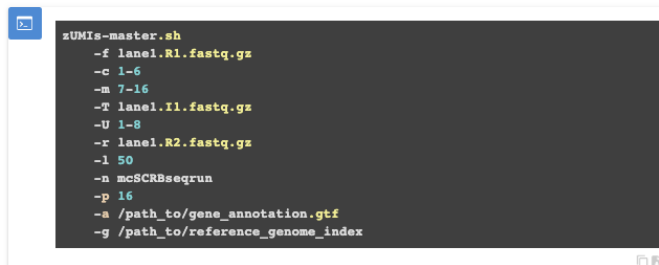 zUMIs-master.sh
-f lane1.R1.fastq.gz
-c 1-6
-m 7-16
-T lane1.I1.fastq.gz
-U 1-8
-r lane1.R2.fastq.gz
-l 50
-n mcSCRBseqrun
-p 16
-a /path_to/gene_annotation.gtf
-g /path_to/reference_genome_index